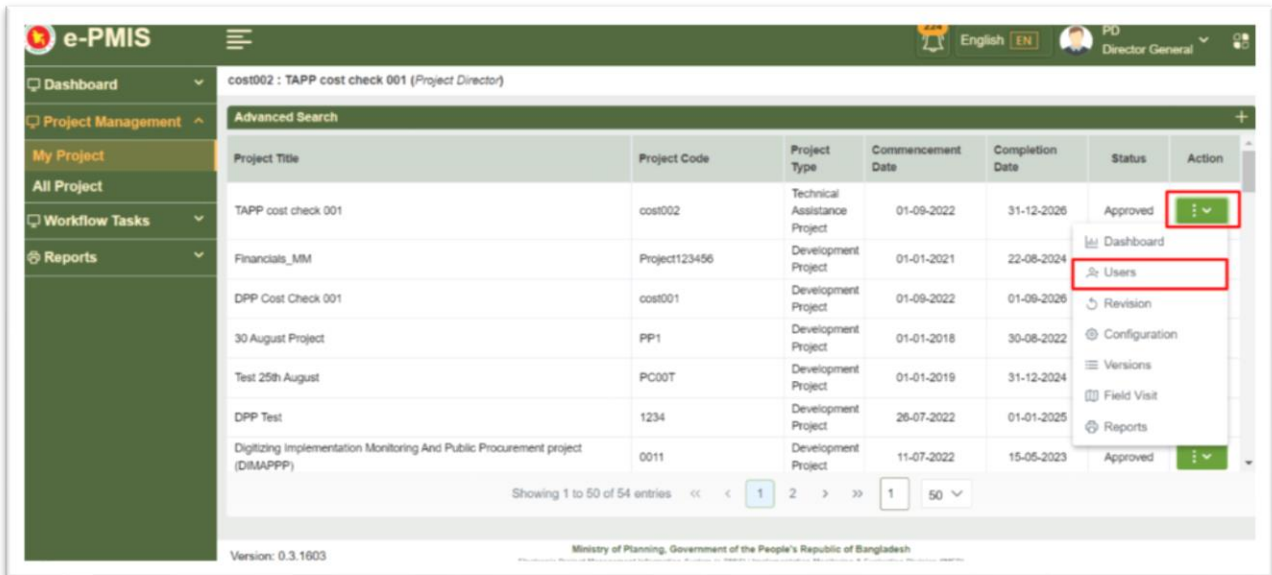 e-PMIS
English EN
PD
Director General
Dashboard
Project Management
My Project
All Project
Workflow Tasks
Reports
cost002 : TAPP cost check 001 (Project Director)
Advanced Search +
Project Title Project Code Project Type Commencement Date Completion Date Status Action
TAPP cost check 001 cost002 Technical Assistance Project 01-09-2022 31-12-2026 Approved
Financials_MM Project123456 Development Project 01-01-2021 22-08-2024
DPP Cost Check 001 cost001 Development Project 01-09-2022 01-09-2026
30 August Project PP1 Development Project 01-01-2018 30-08-2022
Test 25th August PC00T Development Project 01-01-2019 31-12-2024
DPP Test 1234 Development Project 26-07-2022 01-01-2025
Digitizing Implementation Monitoring And Public Procurement project (DIMAPPP) 0011 Development Project 11-07-2022 15-05-2023 Approved
Dashboard
Users
Revision
Configuration
Versions
Field Visit
Reports
Showing 1 to 50 of 54 entries << < 1 2 > >> 1 50
Version: 0.3.1603
Ministry of Planning, Government of the People's Republic of Bangladesh